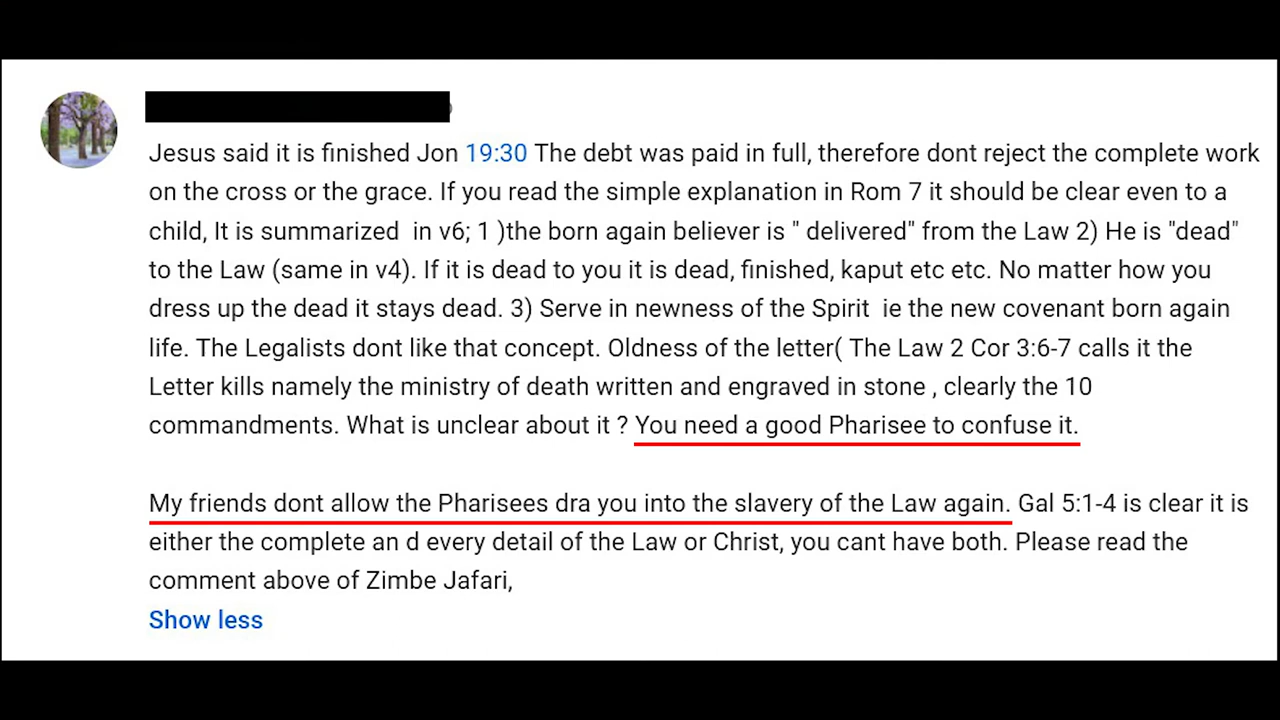 Jesus said it is finished Jon 19:30 The debt was paid in full, therefore dont reject the complete work
on the cross or the grace. If you read the simple explanation in Rom 7 it should be clear even to a
child, It is summarized  in v6; 1 )the born again believer is " delivered" from the Law 2) He is "dead"
to the Law (same in v4). If it is dead to you it is dead, finished, kaput etc etc. No matter how you
dress up the dead it stays dead. 3) Serve in newness of the Spirit  ie the new covenant born again
life. The Legalists dont like that concept. Oldness of the letter( The Law 2 Cor 3:6-7 calls it the
Letter kills namely the ministry of death written and engraved in stone , clearly the 10
commandments. What is unclear about it ? You need a good Pharisee to confuse it.
My friends dont allow the Pharisees dra you into the slavery of the Law again. Gal 5:1-4 is clear it is
either the complete an d every detail of the Law or Christ, you cant have both. Please read the
comment above of Zimbe Jafari,
Show less